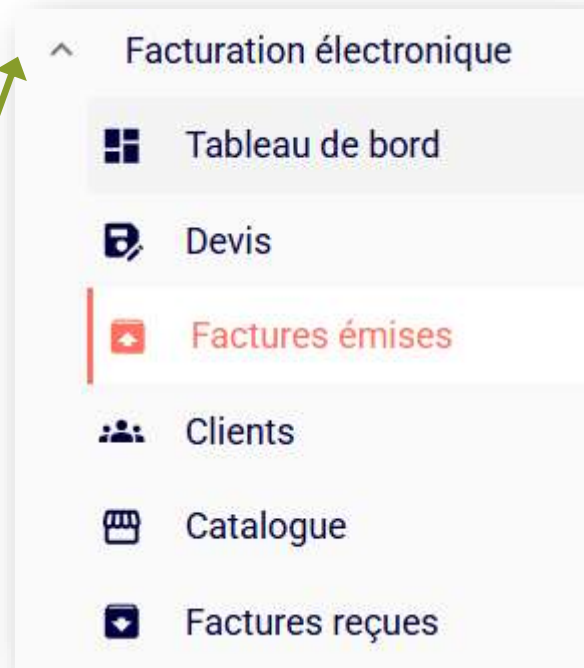 Facturation électronique
Tableau de bord
Devis
Factures émises
Clients
Catalogue
Factures reçues